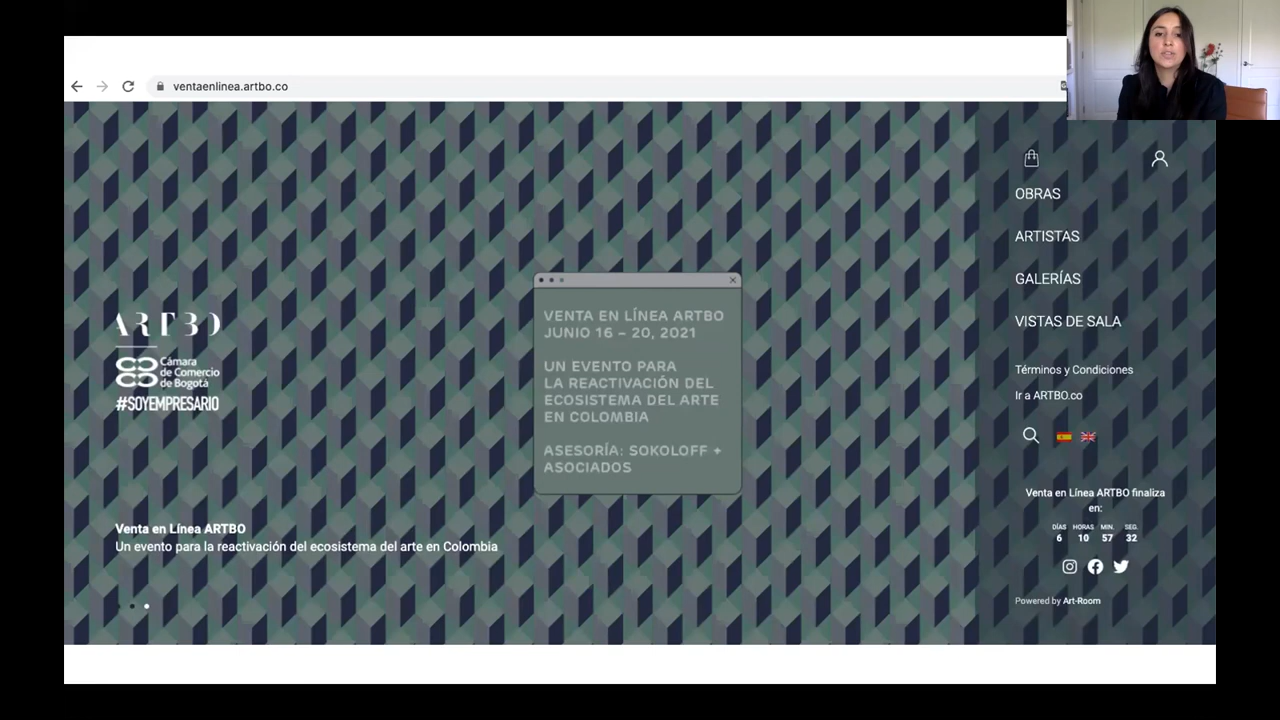 ventaenlinea.artbo.co
OBRAS
ARTISTAS
GALERÍAS
VISTAS DE SALA
Términos y Condiciones
Ir a ARTBO.co
Venta en Línea ARTBO finaliza
en:
DÍAS HORAS MIN. SEG.
6 10 57 32
Powered by Art-Room
VENTA EN LÍNEA ARTBO
JUNIO 16 – 20, 2021
UN EVENTO PARA
LA REACTIVACIÓN DEL
ECOSISTEMA DEL ARTE
EN COLOMBIA
ASESORÍA: SOKOLOFF +
ASOCIADOS
ARTBO
Cámara
de Comercio
de Bogotá
#SOYEMPRESARIO
Venta en Línea ARTBO
Un evento para la reactivación del ecosistema del arte en Colombia